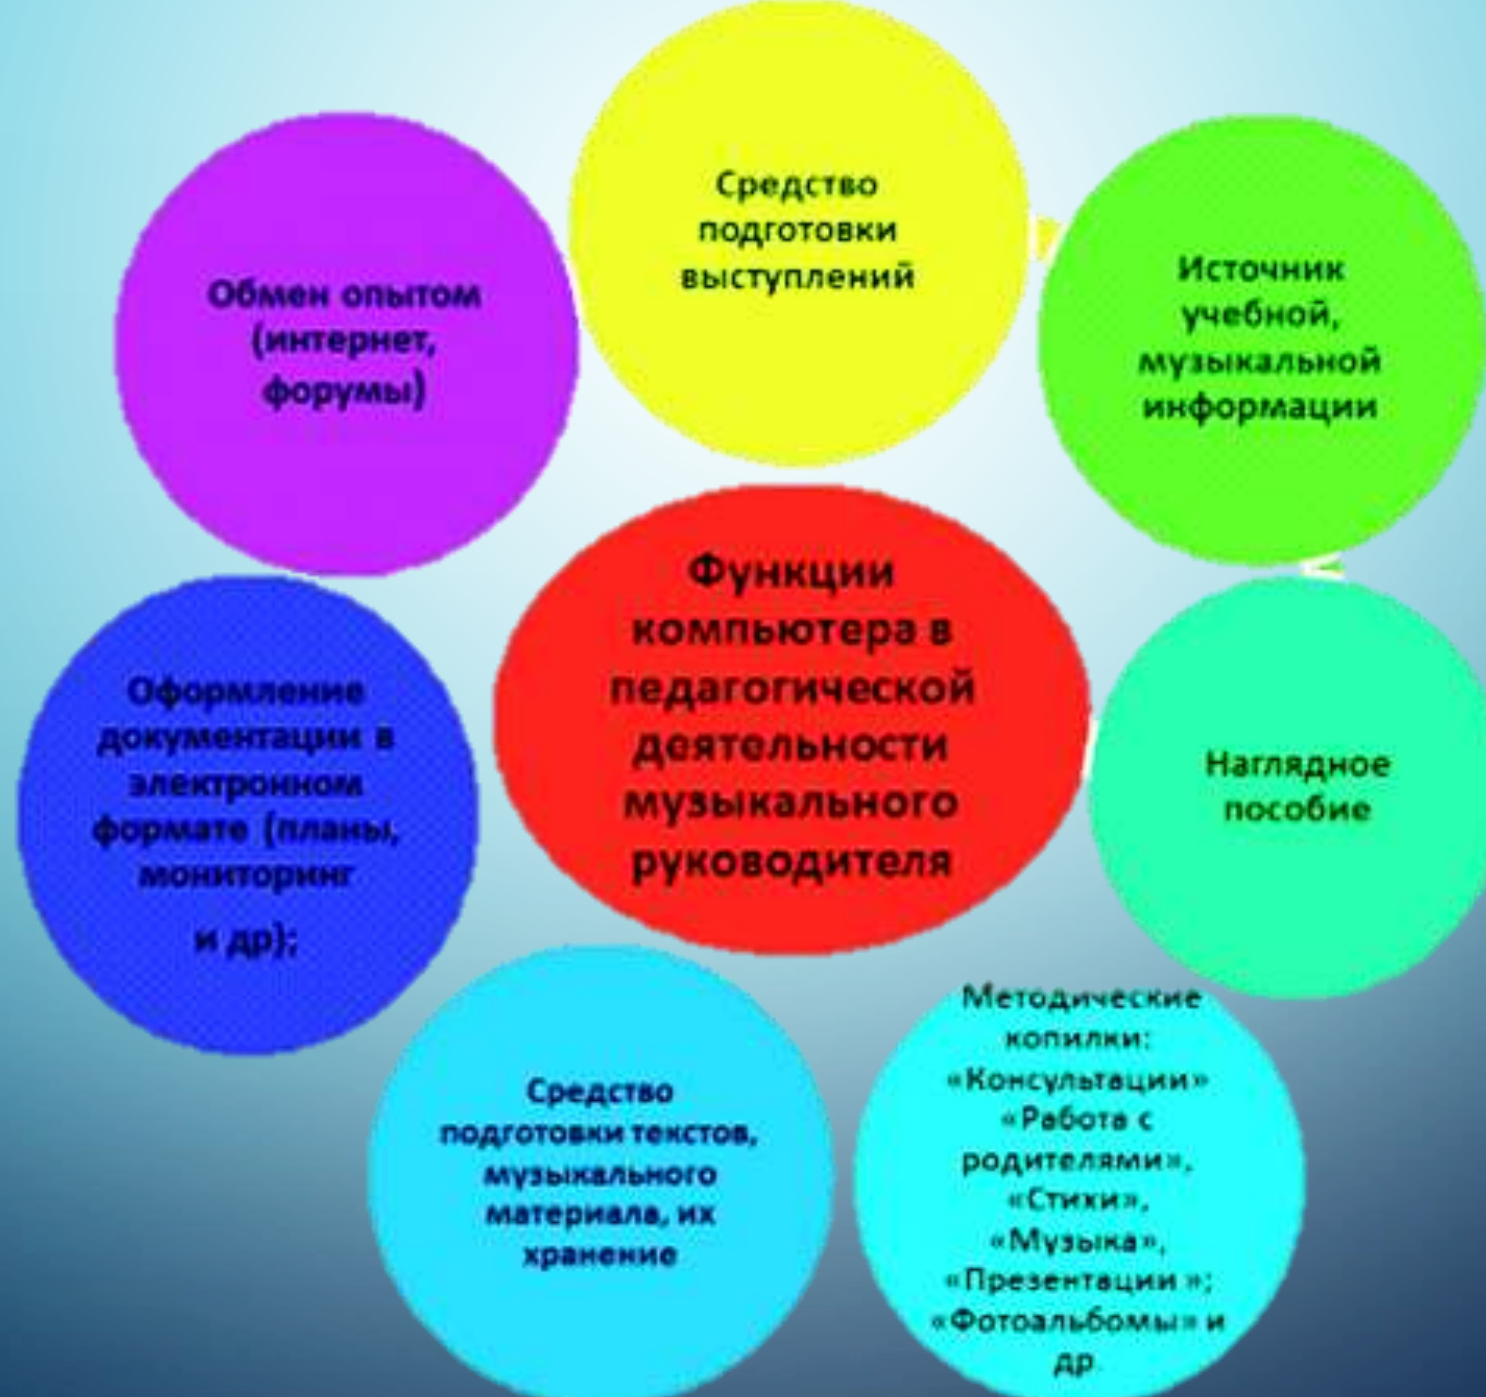 Средство
подготовки
выступлений
Обмен опытом
(интернет,
форумы)
Источник
учебной,
музыкальной
информации
Функции
компьютера в
педагогической
деятельности
музыкального
руководителя
Оформление
документации в
электронном
формате (планы,
мониторинг
и др);
Наглядное
пособие
Средство
подготовки текстов,
музыкального
материала, их
хранение
Методические
копилки:
«Консультации»
«Работа с
родителями»,
«Стихи»,
«Музыка»,
«Презентации »;
«Фотоальбомы» и
др